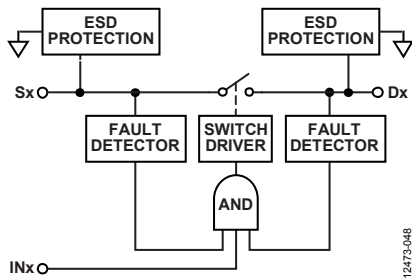 ESD
PROTECTION
ESD
PROTECTION
Sx
Dx
FAULT
DETECTOR
SWITCH
DRIVER
FAULT
DETECTOR
AND
INx
12473-048